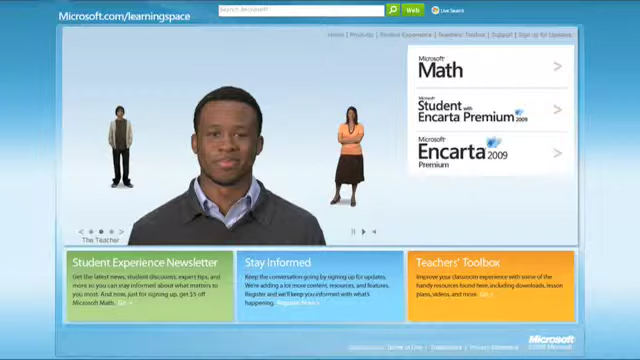 Microsoft.com/learningspace
Search Microsoft
Web
Live Search
Home | Products | Student Experience | Teachers' Toolbox | Support | Sign up for Updates
Microsoft
Math
Microsoft
Student with
Encarta Premium 2009
Microsoft
Encarta 2009
Premium
The Teacher
Student Experience Newsletter
Get the latest news, student discounts, expert tips, and
more so you can stay informed about what matters to
you most. And now, just for signing up, get $5 off
Microsoft Math. Go >
Stay Informed
Keep the conversation going by signing up for updates.
We're adding a lot more content, resources, and features.
Register and we'll keep you informed with what's
happening. Register Now >
Teachers' Toolbox
Improve your classroom experience with some of the
handy resources found here, including downloads, lesson
plans, videos, and more. Go >
Microsoft